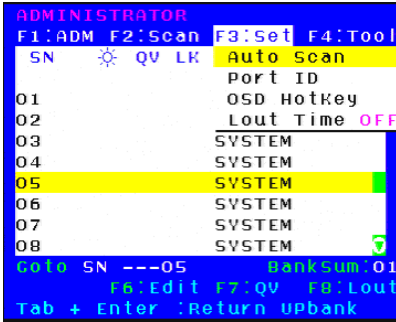 ADMINISTRATOR
F1:ADM F2:Scan F3:Set F4:Tool
SN QV LK Auto Scan
Port ID
01 OSD HotKey
02 Lout Time OFF
03 SYSTEM
04 SYSTEM
05 SYSTEM
06 SYSTEM
07 SYSTEM
08 SYSTEM
Goto SN ---05 BankSum:01
F6:Edit F7:QV F8:Lout
Tab + Enter :Return UPbank